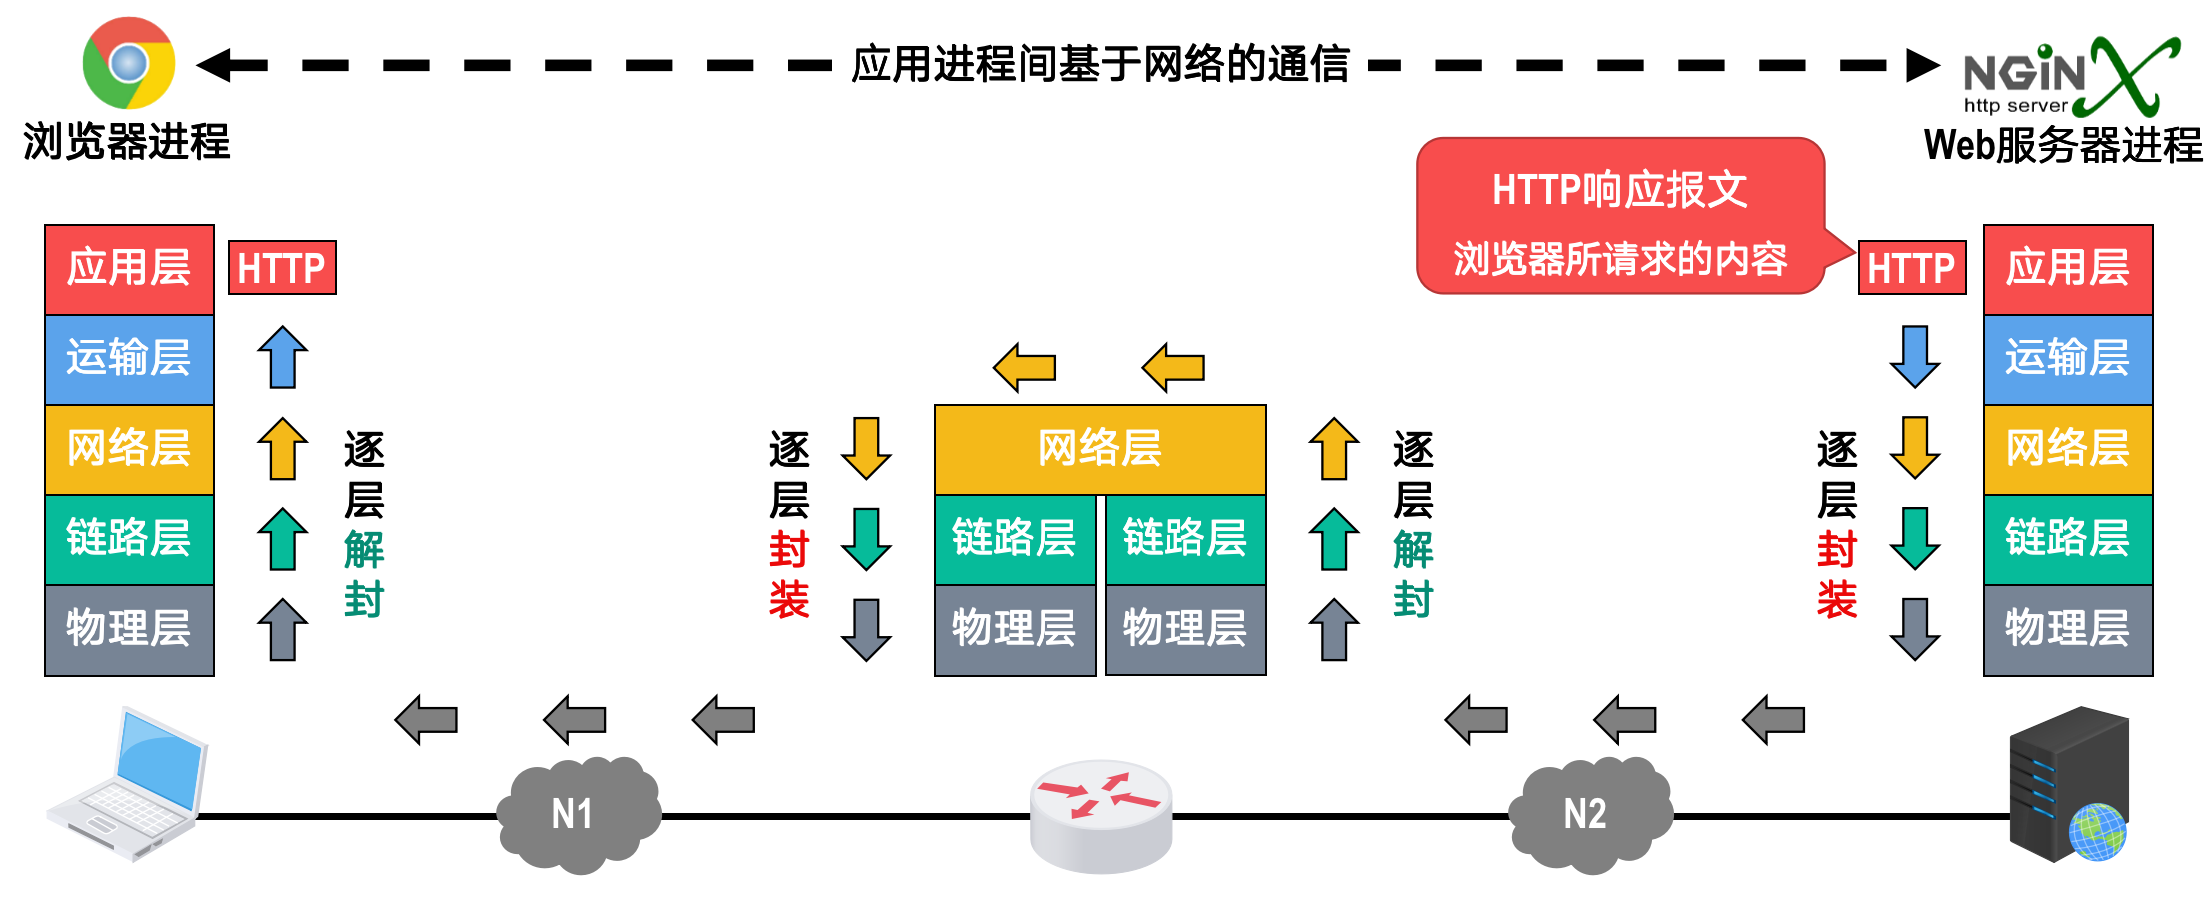 应用进程间基于网络的通信
NGiNX
http server
浏览器进程
Web服务器进程
HTTP响应报文
浏览器所请求的内容
应用层
HTTP
HTTP
应用层
运输层
运输层
网络层
逐层解封
逐层封装
网络层
逐层解封
逐层封装
网络层
链路层
链路层
链路层
链路层
物理层
物理层
物理层
物理层
N1
N2